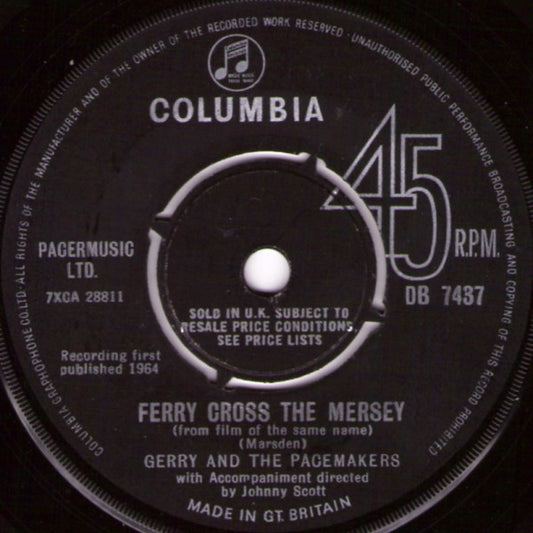 COLUMBIA GRAPHOPHONE CO.LTD.·ALL RIGHTS OF THE MANUFACTURER AND OF THE OWNER OF THE RECORDED WORK RESERVED · UNAUTHORISED PUBLIC PERFORMANCE BROADCASTING AND COPYING OF THIS RECORD PROHIBITED
COLUMBIA
45
R.P.M.
PACERMUSIC
LTD.
7XCA 28811
DB 7437
SOLD IN U.K. SUBJECT TO
RESALE PRICE CONDITIONS,
SEE PRICE LISTS
Recording first
published 1964
FERRY CROSS THE MERSEY
(from film of the same name)
(Marsden)
GERRY AND THE PACEMAKERS
with Accompaniment directed
by Johnny Scott
MADE IN GT. BRITAIN